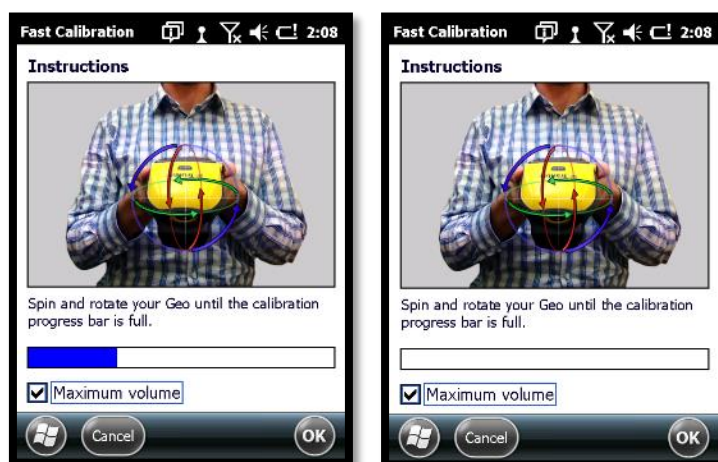 Fast Calibration 2:08
Instructions
Spin and rotate your Geo until the calibration
progress bar is full.
Maximum volume
Cancel
OK
Fast Calibration 2:08
Instructions
Spin and rotate your Geo until the calibration
progress bar is full.
Maximum volume
Cancel
OK